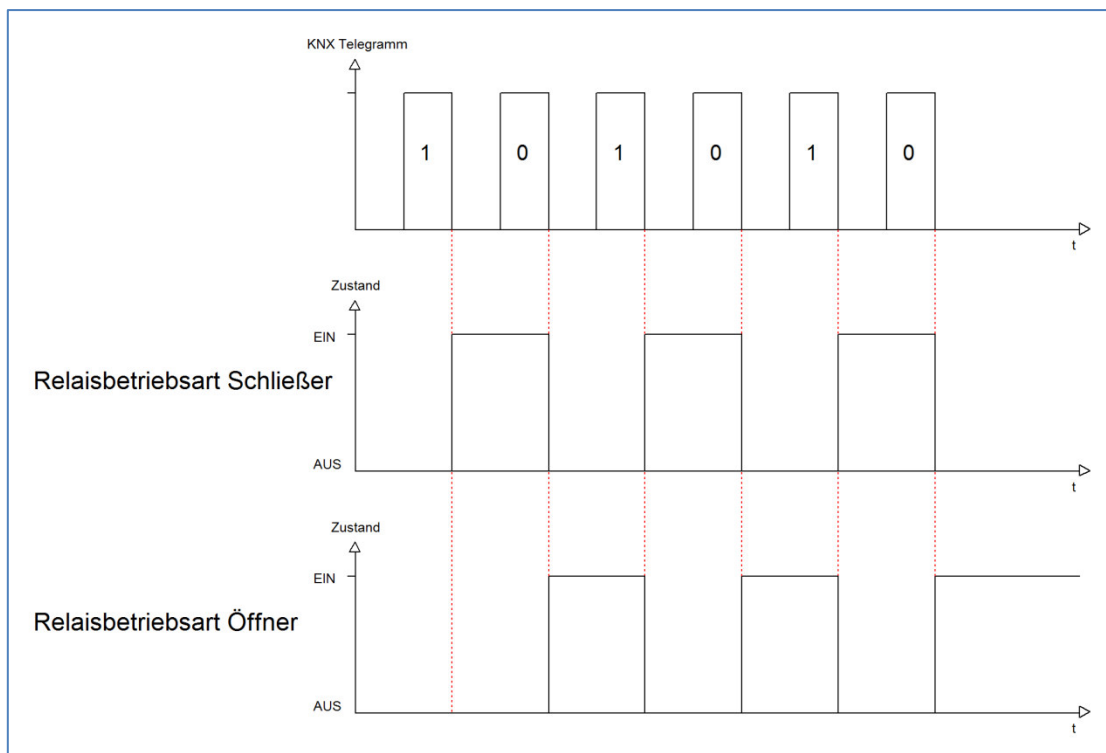 KNX Telegramm
1 0 1 0 1 0
t
Zustand
EIN
Relaisbetriebsart Schließer
AUS
t
Zustand
EIN
Relaisbetriebsart Öffner
AUS
t